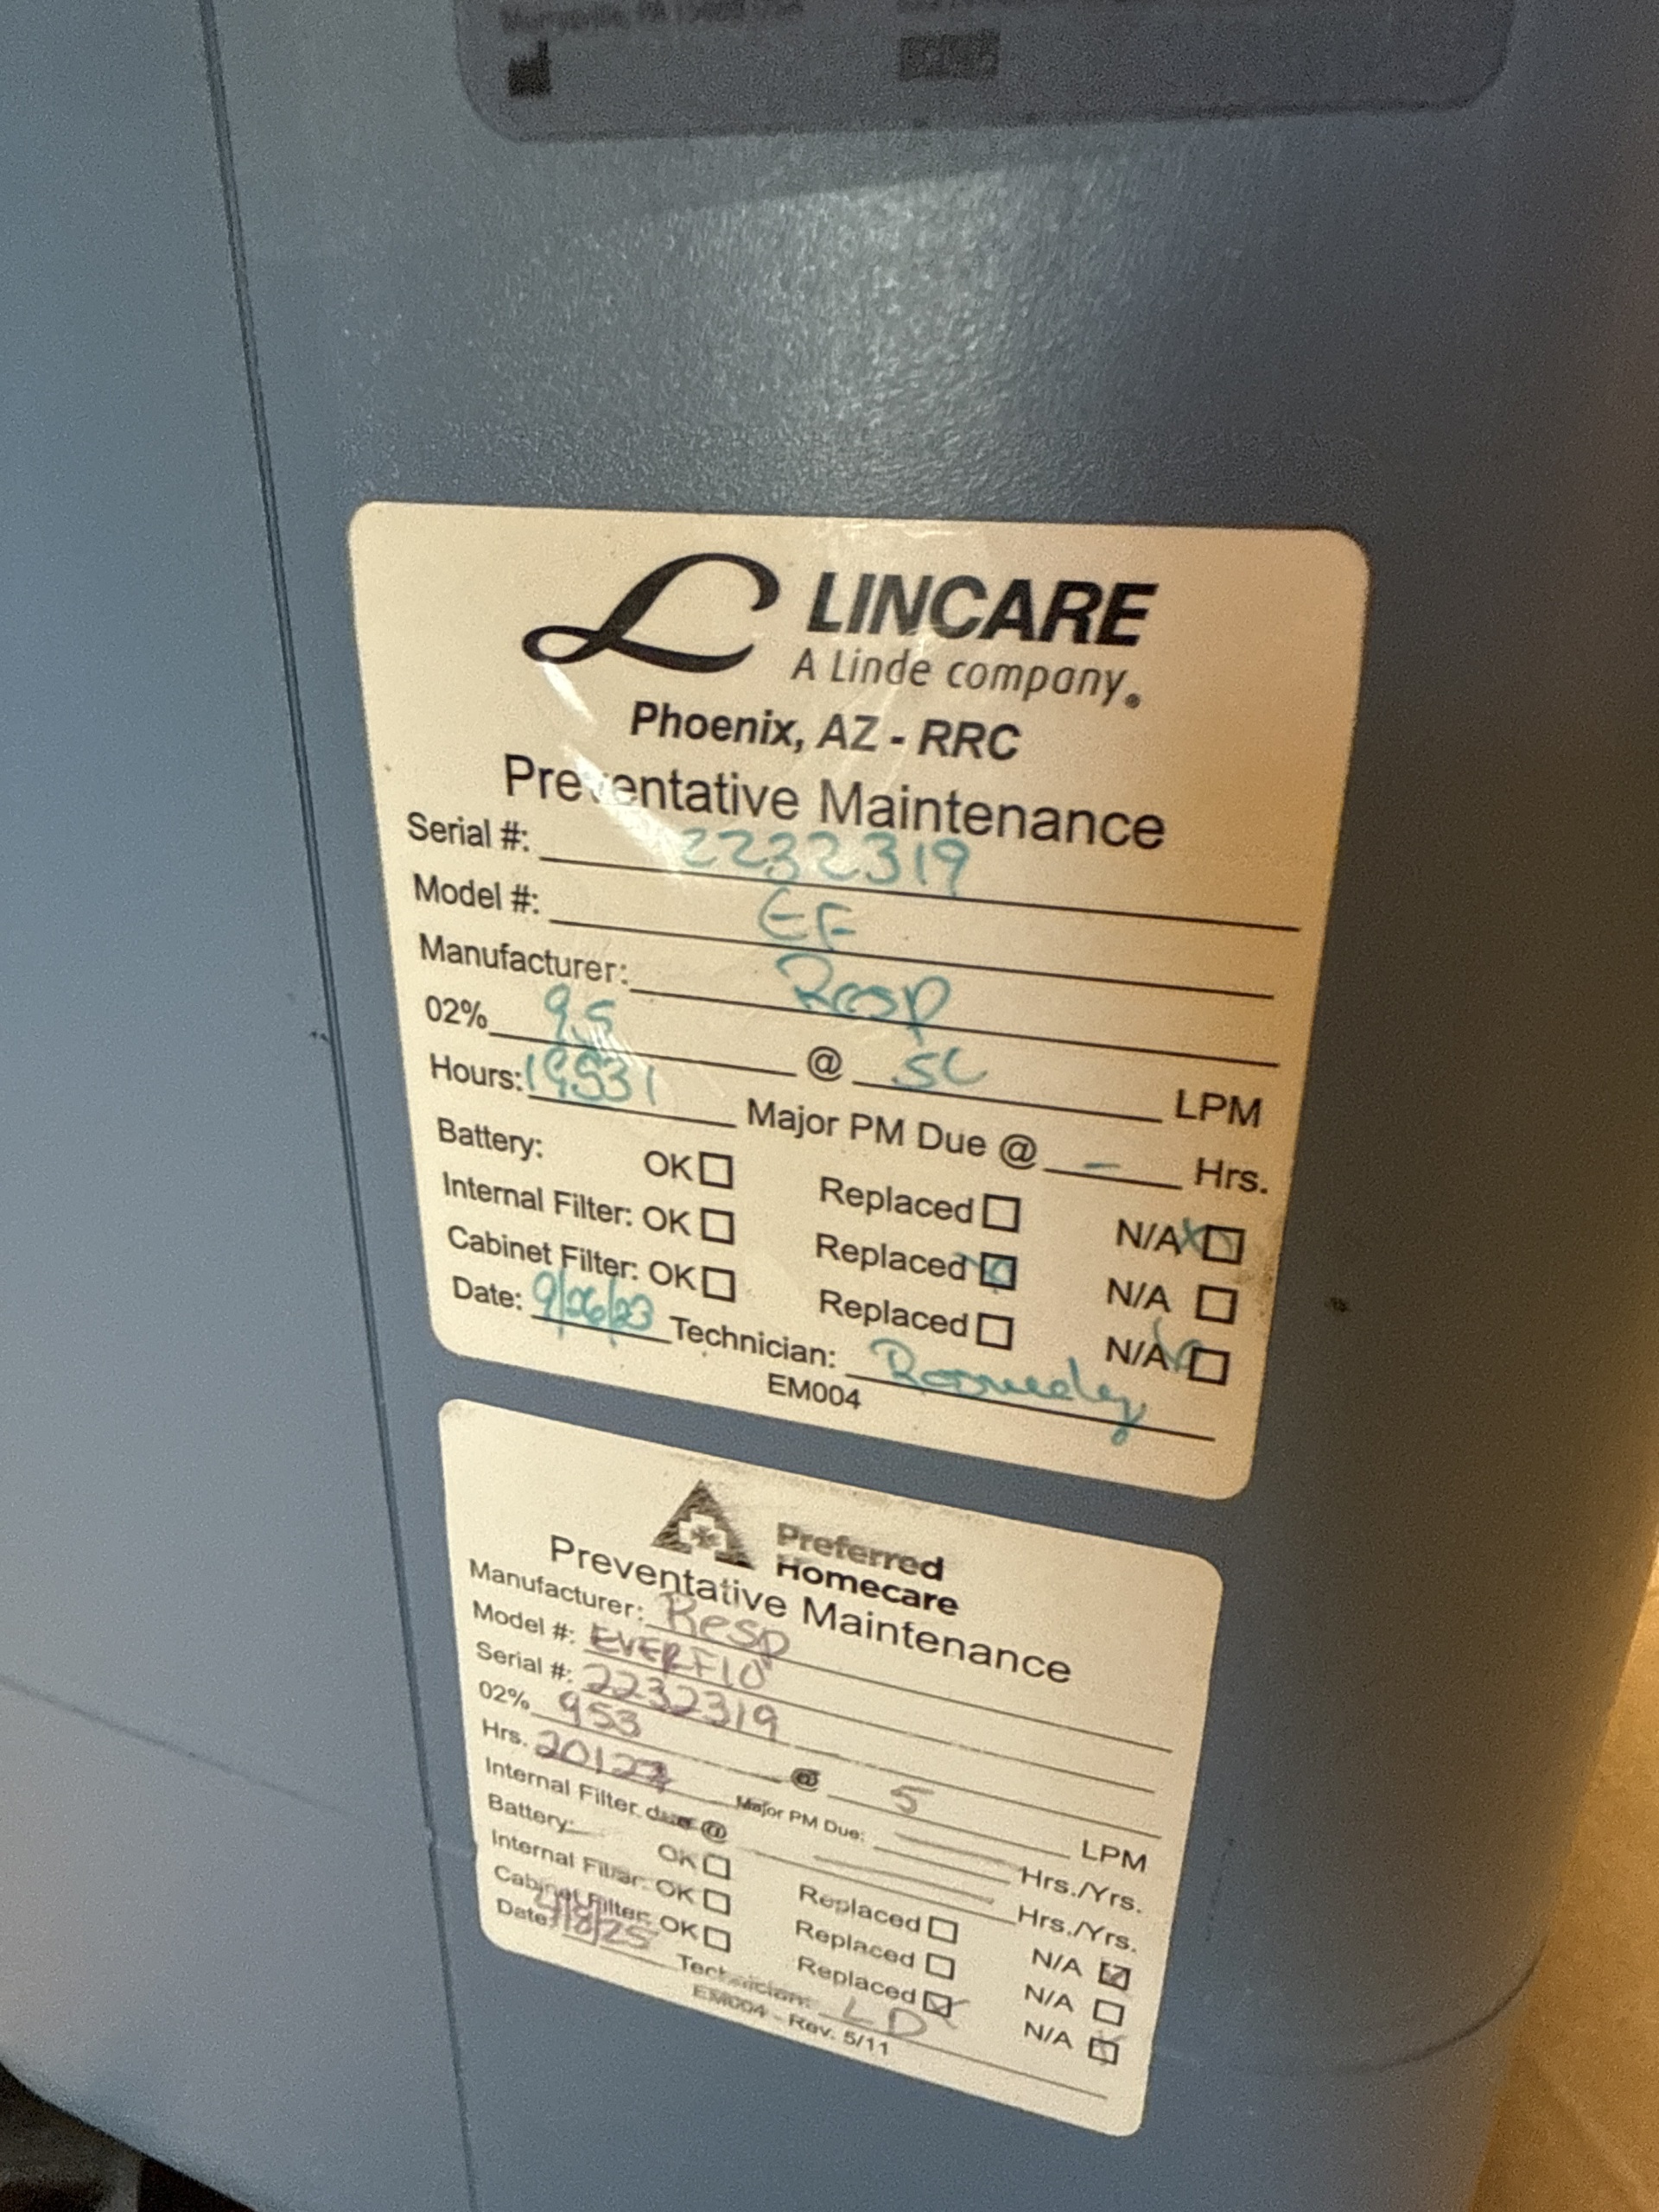 LINCARE
A Linde company®
Phoenix, AZ - RRC
Preventative Maintenance
Serial #: 2232319
Model #: EF
Manufacturer: Resp
02% 95 @ 5L LPM
Hours: 19531 Major PM Due @ - Hrs.
Battery: OK Replaced N/A
Internal Filter: OK Replaced N/A
Cabinet Filter: OK Replaced N/A
Date: 9/06/23 Technician:
EM004
Preferred
Homecare
Preventative Maintenance
Manufacturer: Resp
Model #: EVERFLO
Serial #: 2232319
02% 953 @ 5 LPM
Hrs. Major PM Due: Hrs./Yrs.
Internal Filter due @ Hrs./Yrs.
Battery: OK Replaced N/A
Internal Filter: OK Replaced N/A
Cabinet Filter: OK Replaced N/A
Date: Technician: LD
EM004 - Rev. 5/11